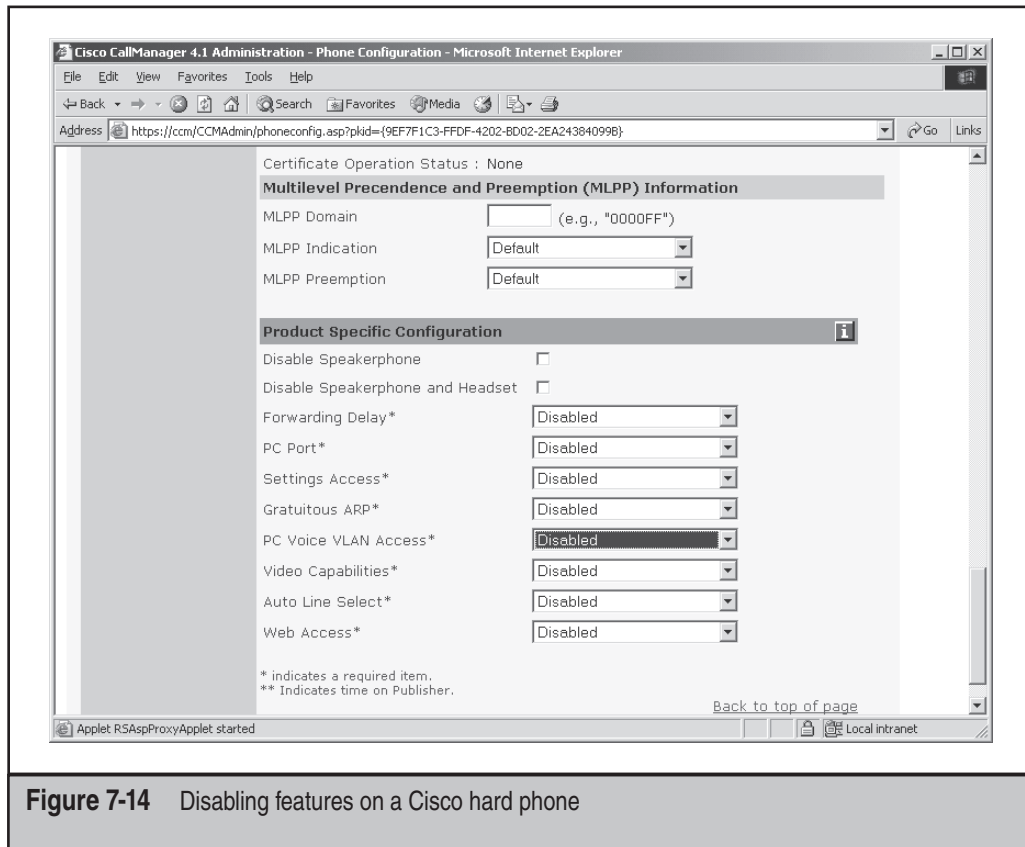 Cisco CallManager 4.1 Administration - Phone Configuration - Microsoft Internet Explorer
File Edit View Favorites Tools Help
Back Search Favorites Media
Address https://ccm/CCMAdmin/phoneconfig.asp?pkid={9EF7F1C3-FFDF-4202-BD02-2EA24384099B} Go Links
Certificate Operation Status : None
Multilevel Precendence and Preemption (MLPP) Information
MLPP Domain (e.g., "0000FF")
MLPP Indication Default
MLPP Preemption Default
Product Specific Configuration i
Disable Speakerphone
Disable Speakerphone and Headset
Forwarding Delay* Disabled
PC Port* Disabled
Settings Access* Disabled
Gratuitous ARP* Disabled
PC Voice VLAN Access* Disabled
Video Capabilities* Disabled
Auto Line Select* Disabled
Web Access* Disabled
* indicates a required item.
** Indicates time on Publisher.
Back to top of page
Applet RSAspProxyApplet started Local intranet
Figure 7-14 Disabling features on a Cisco hard phone